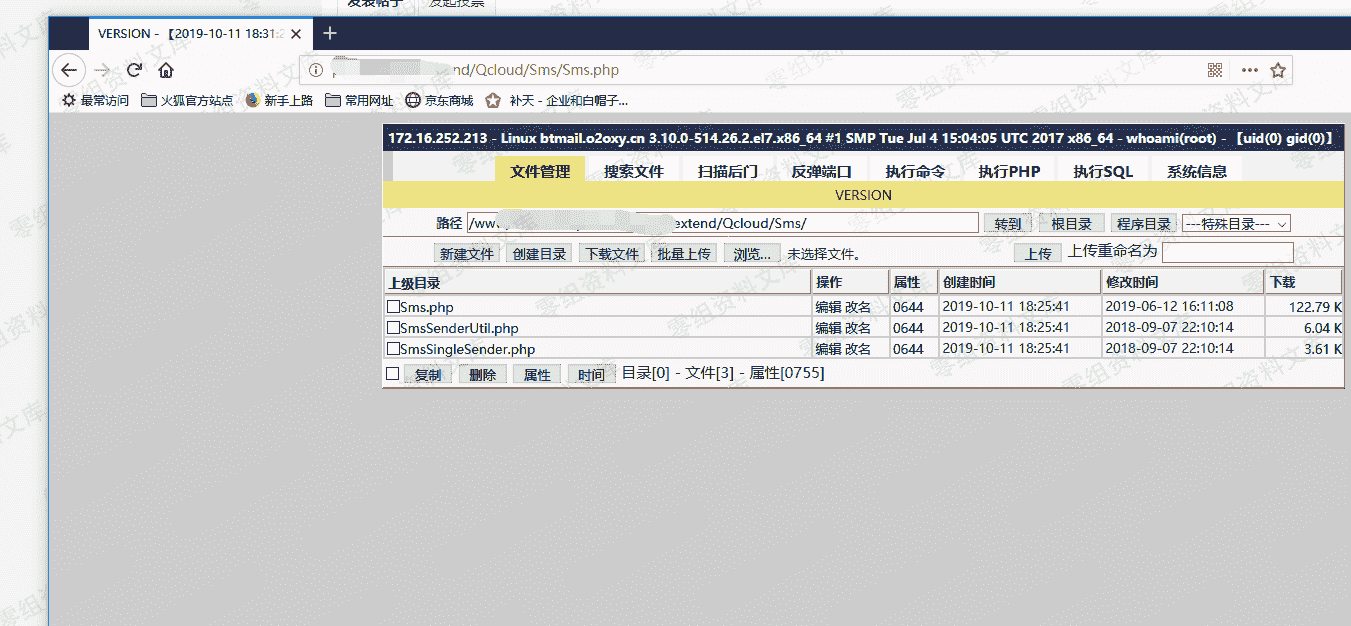 发表帖子 发起投票
VERSION - 【2019-10-11 18:31:2
nd/Qcloud/Sms/Sms.php
最常访问 火狐官方站点 新手上路 常用网址 京东商城 补天 - 企业和白帽子...
172.16.252.213 - Linux btmail.o2oxy.cn 3.10.0-514.26.2.el7.x86_64 #1 SMP Tue Jul 4 15:04:05 UTC 2017 x86_64 - whoami(root) - 【uid(0) gid(0)】
文件管理 搜索文件 扫描后门 反弹端口 执行命令 执行PHP 执行SQL 系统信息
VERSION
路径 /www extend/Qcloud/Sms/ 转到 根目录 程序目录 ---特殊目录---
新建文件 创建目录 下载文件 批量上传 浏览... 未选择文件。 上传 上传重命名为
上级目录 操作 属性 创建时间 修改时间 下载
Sms.php 编辑 改名 0644 2019-10-11 18:25:41 2019-06-12 16:11:08 122.79 K
SmsSenderUtil.php 编辑 改名 0644 2019-10-11 18:25:41 2018-09-07 22:10:14 6.04 K
SmsSingleSender.php 编辑 改名 0644 2019-10-11 18:25:41 2018-09-07 22:10:14 3.61 K
复制 删除 属性 时间 目录[0] - 文件[3] - 属性[0755]
零组资料文库